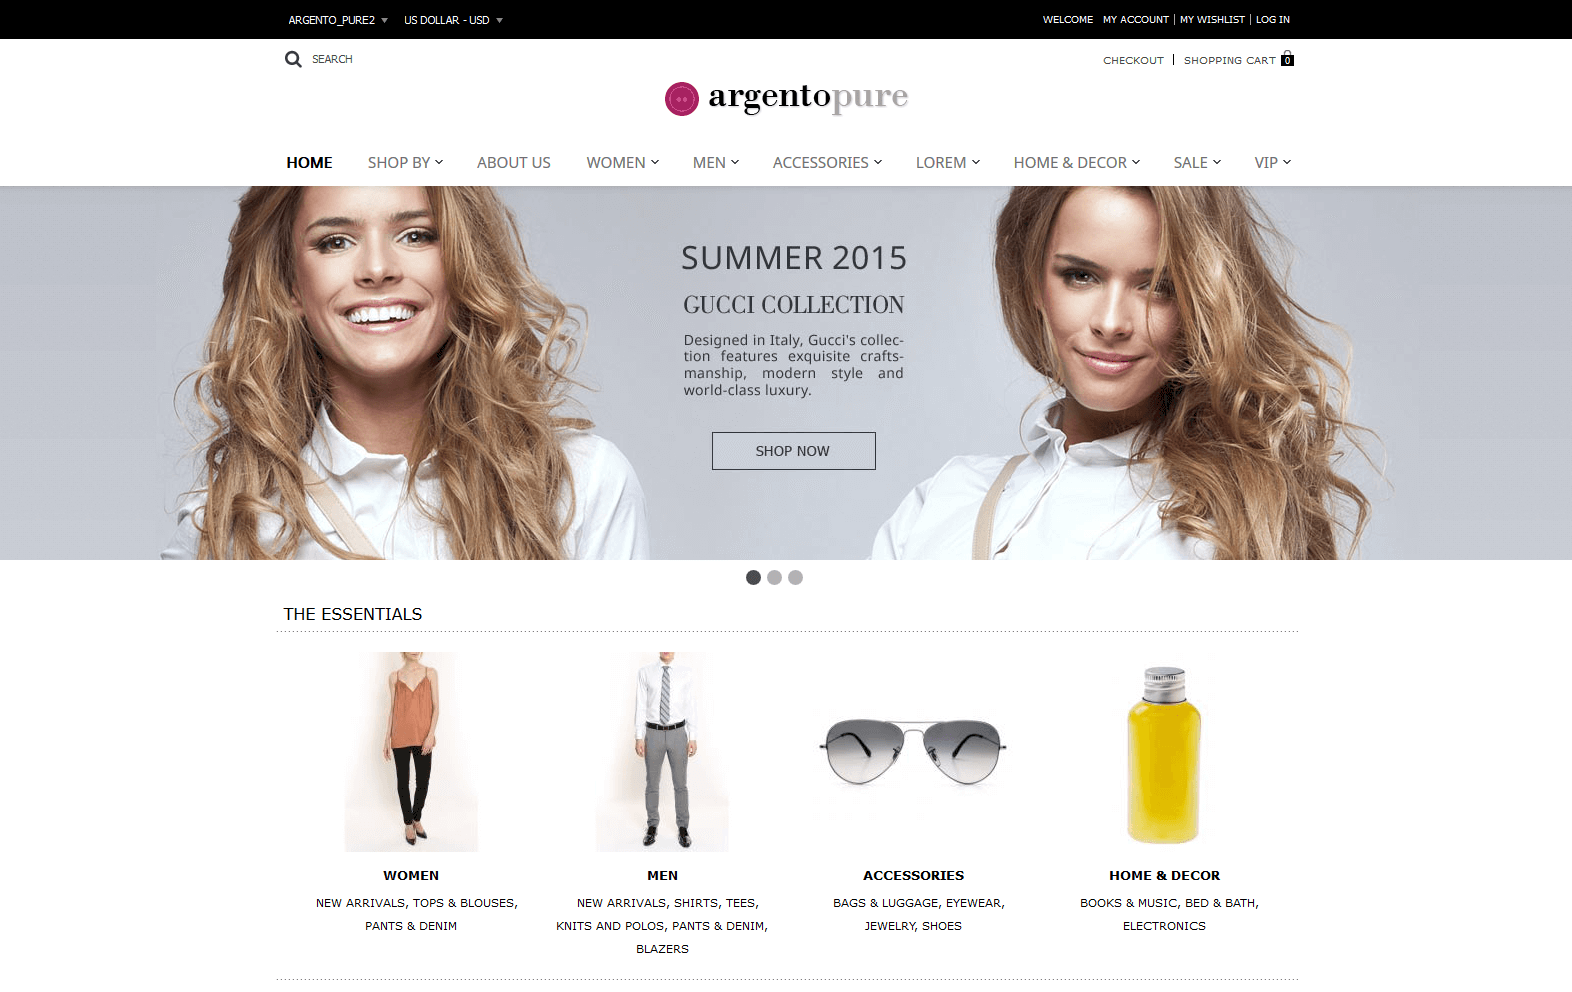 ARGENTO_PURE2 US DOLLAR - USD WELCOME MY ACCOUNT | MY WISHLIST | LOG IN
SEARCH CHECKOUT | SHOPPING CART 0
argentopure
HOME SHOP BY ABOUT US WOMEN MEN ACCESSORIES LOREM HOME & DECOR SALE VIP
SUMMER 2015
GUCCI COLLECTION
Designed in Italy, Gucci's collec-
tion features exquisite crafts-
manship, modern style and
world-class luxury.
SHOP NOW
THE ESSENTIALS
WOMEN
NEW ARRIVALS, TOPS & BLOUSES,
PANTS & DENIM
MEN
NEW ARRIVALS, SHIRTS, TEES,
KNITS AND POLOS, PANTS & DENIM,
BLAZERS
ACCESSORIES
BAGS & LUGGAGE, EYEWEAR,
JEWELRY, SHOES
HOME & DECOR
BOOKS & MUSIC, BED & BATH,
ELECTRONICS